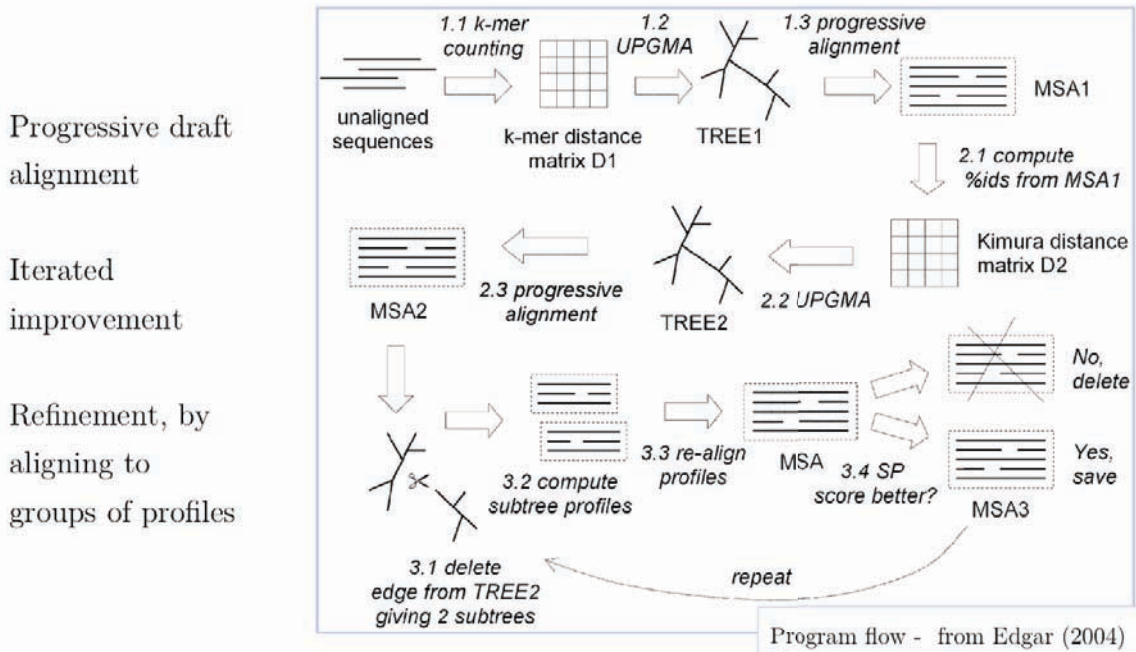 Progressive draft
alignment
Iterated
improvement
Refinement, by
aligning to
groups of profiles
1.1 k-mer
counting
1.2
UPGMA
1.3 progressive
alignment
unaligned
sequences
k-mer distance
matrix D1
TREE1
MSA1
2.1 compute
%ids from MSA1
Kimura distance
matrix D2
2.2 UPGMA
TREE2
2.3 progressive
alignment
MSA2
3.1 delete
edge from TREE2
giving 2 subtrees
3.2 compute
subtree profiles
3.3 re-align
profiles
MSA
3.4 SP
score better?
No,
delete
Yes,
save
MSA3
repeat
Program flow - from Edgar (2004)